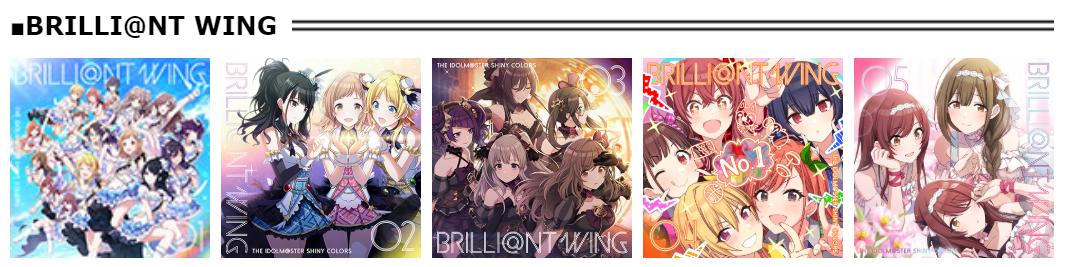 ■BRILLI@NT WING
BRILLI@NT WING
01
BRILLI@NT WING
THE IDOLM@STER SHINY COLORS
02
THE IDOLM@STER SHINY COLORS
03
BRILLI@NT WING
BRILLI@NT WING
No.1
04
05
BRILLI@NT WING
THE IDOLM@STER SHINY